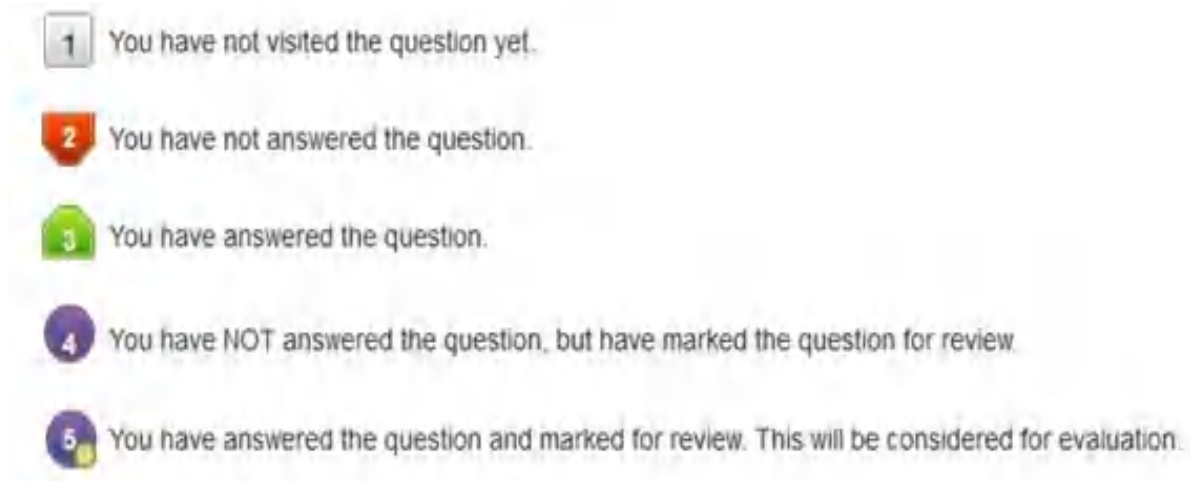 1 You have not visited the question yet.
2 You have not answered the question.
3 You have answered the question.
4 You have NOT answered the question, but have marked the question for review.
5 You have answered the question and marked for review. This will be considered for evaluation.